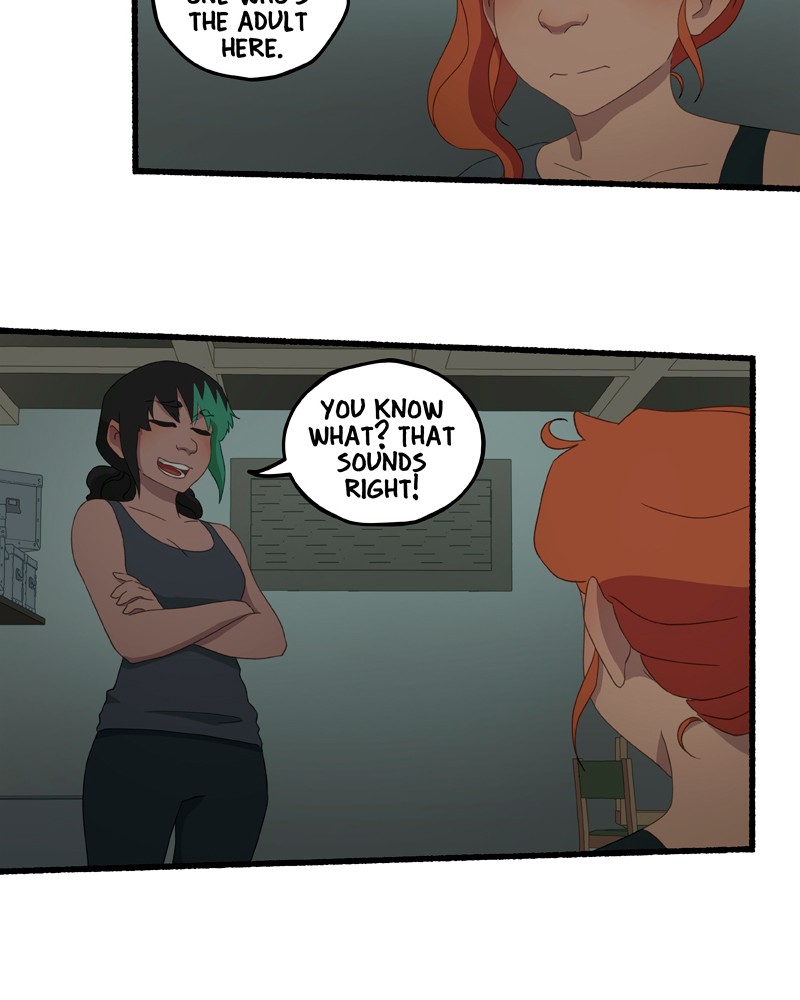 THE ADULT
HERE.
YOU KNOW
WHAT? THAT
SOUNDS
RIGHT!